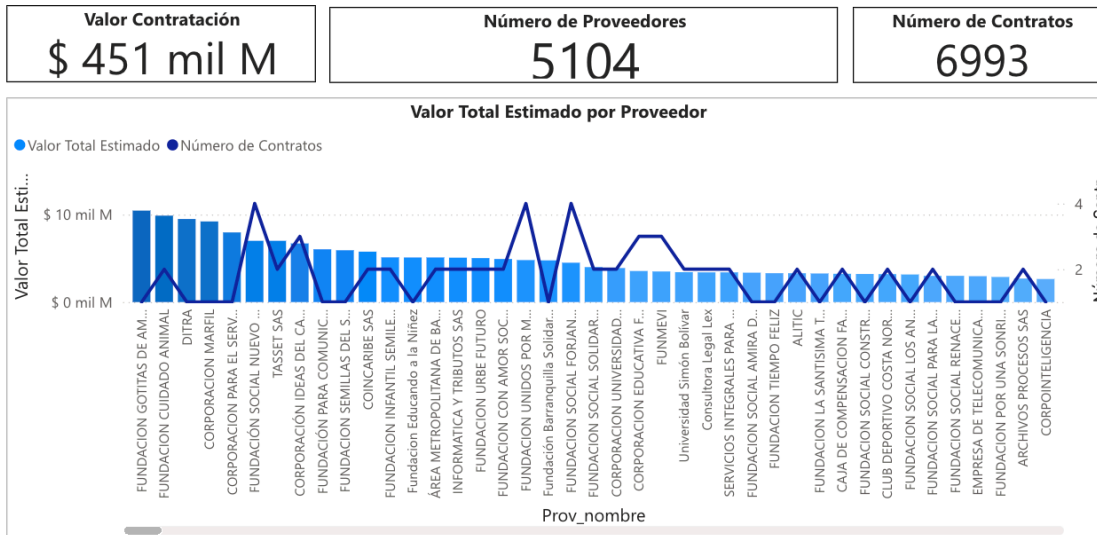 Valor Contratación
$ 451 mil M
Número de Proveedores
5104
Número de Contratos
6993
Valor Total Estimado por Proveedor
Valor Total Estimado
Número de Contratos
Valor Total Esti...
$ 10 mil M
$ 0 mil M
4
2
FUNDACION GOTITAS DE AM...
FUNDACION CUIDADO ANIMAL
DITRA
CORPORACION MARFIL
CORPORACION PARA EL SERV...
FUNDACIÓN SOCIAL NUEVO ...
TASSET SAS
CORPORACIÓN IDEAS DEL CA...
FUNDACIÓN PARA COMUNIC...
FUNDACION SEMILLAS DEL S...
COINCARIBE SAS
FUNDACION INFANTIL SEMILE...
Fundacion Educando a la Niñez
ÁREA METROPOLITANA DE BA...
INFORMATICA Y TRIBUTOS SAS
FUNDACION URBE FUTURO
FUNDACION CON AMOR SOC...
FUNDACION UNIDOS POR M...
Fundación Barranquilla Solidar...
FUNDACION SOCIAL FORJAN...
FUNDACION SOCIAL SOLIDAR...
CORPORACION UNIVERSIDAD...
CORPORACION EDUCATIVA F...
FUNMEVI
Universidad Simón Bolívar
Consultora Legal Lex
SERVICIOS INTEGRALES PARA ...
FUNDACION SOCIAL AMIRA D...
FUNDACION TIEMPO FELIZ
ALITIC
FUNDACION LA SANTISIMA T...
CAJA DE COMPENSACION FA...
FUNDACION SOCIAL CONSTR...
CLUB DEPORTIVO COSTA NOR...
FUNDACION SOCIAL LOS AN...
FUNDACION SOCIAL PARA LA...
FUNDACION SOCIAL RENACE...
EMPRESA DE TELECOMUNICA...
FUNDACION POR UNA SONRI...
ARCHIVOS PROCESOS SAS
CORPOINTELIGENCIA
Prov_nombre